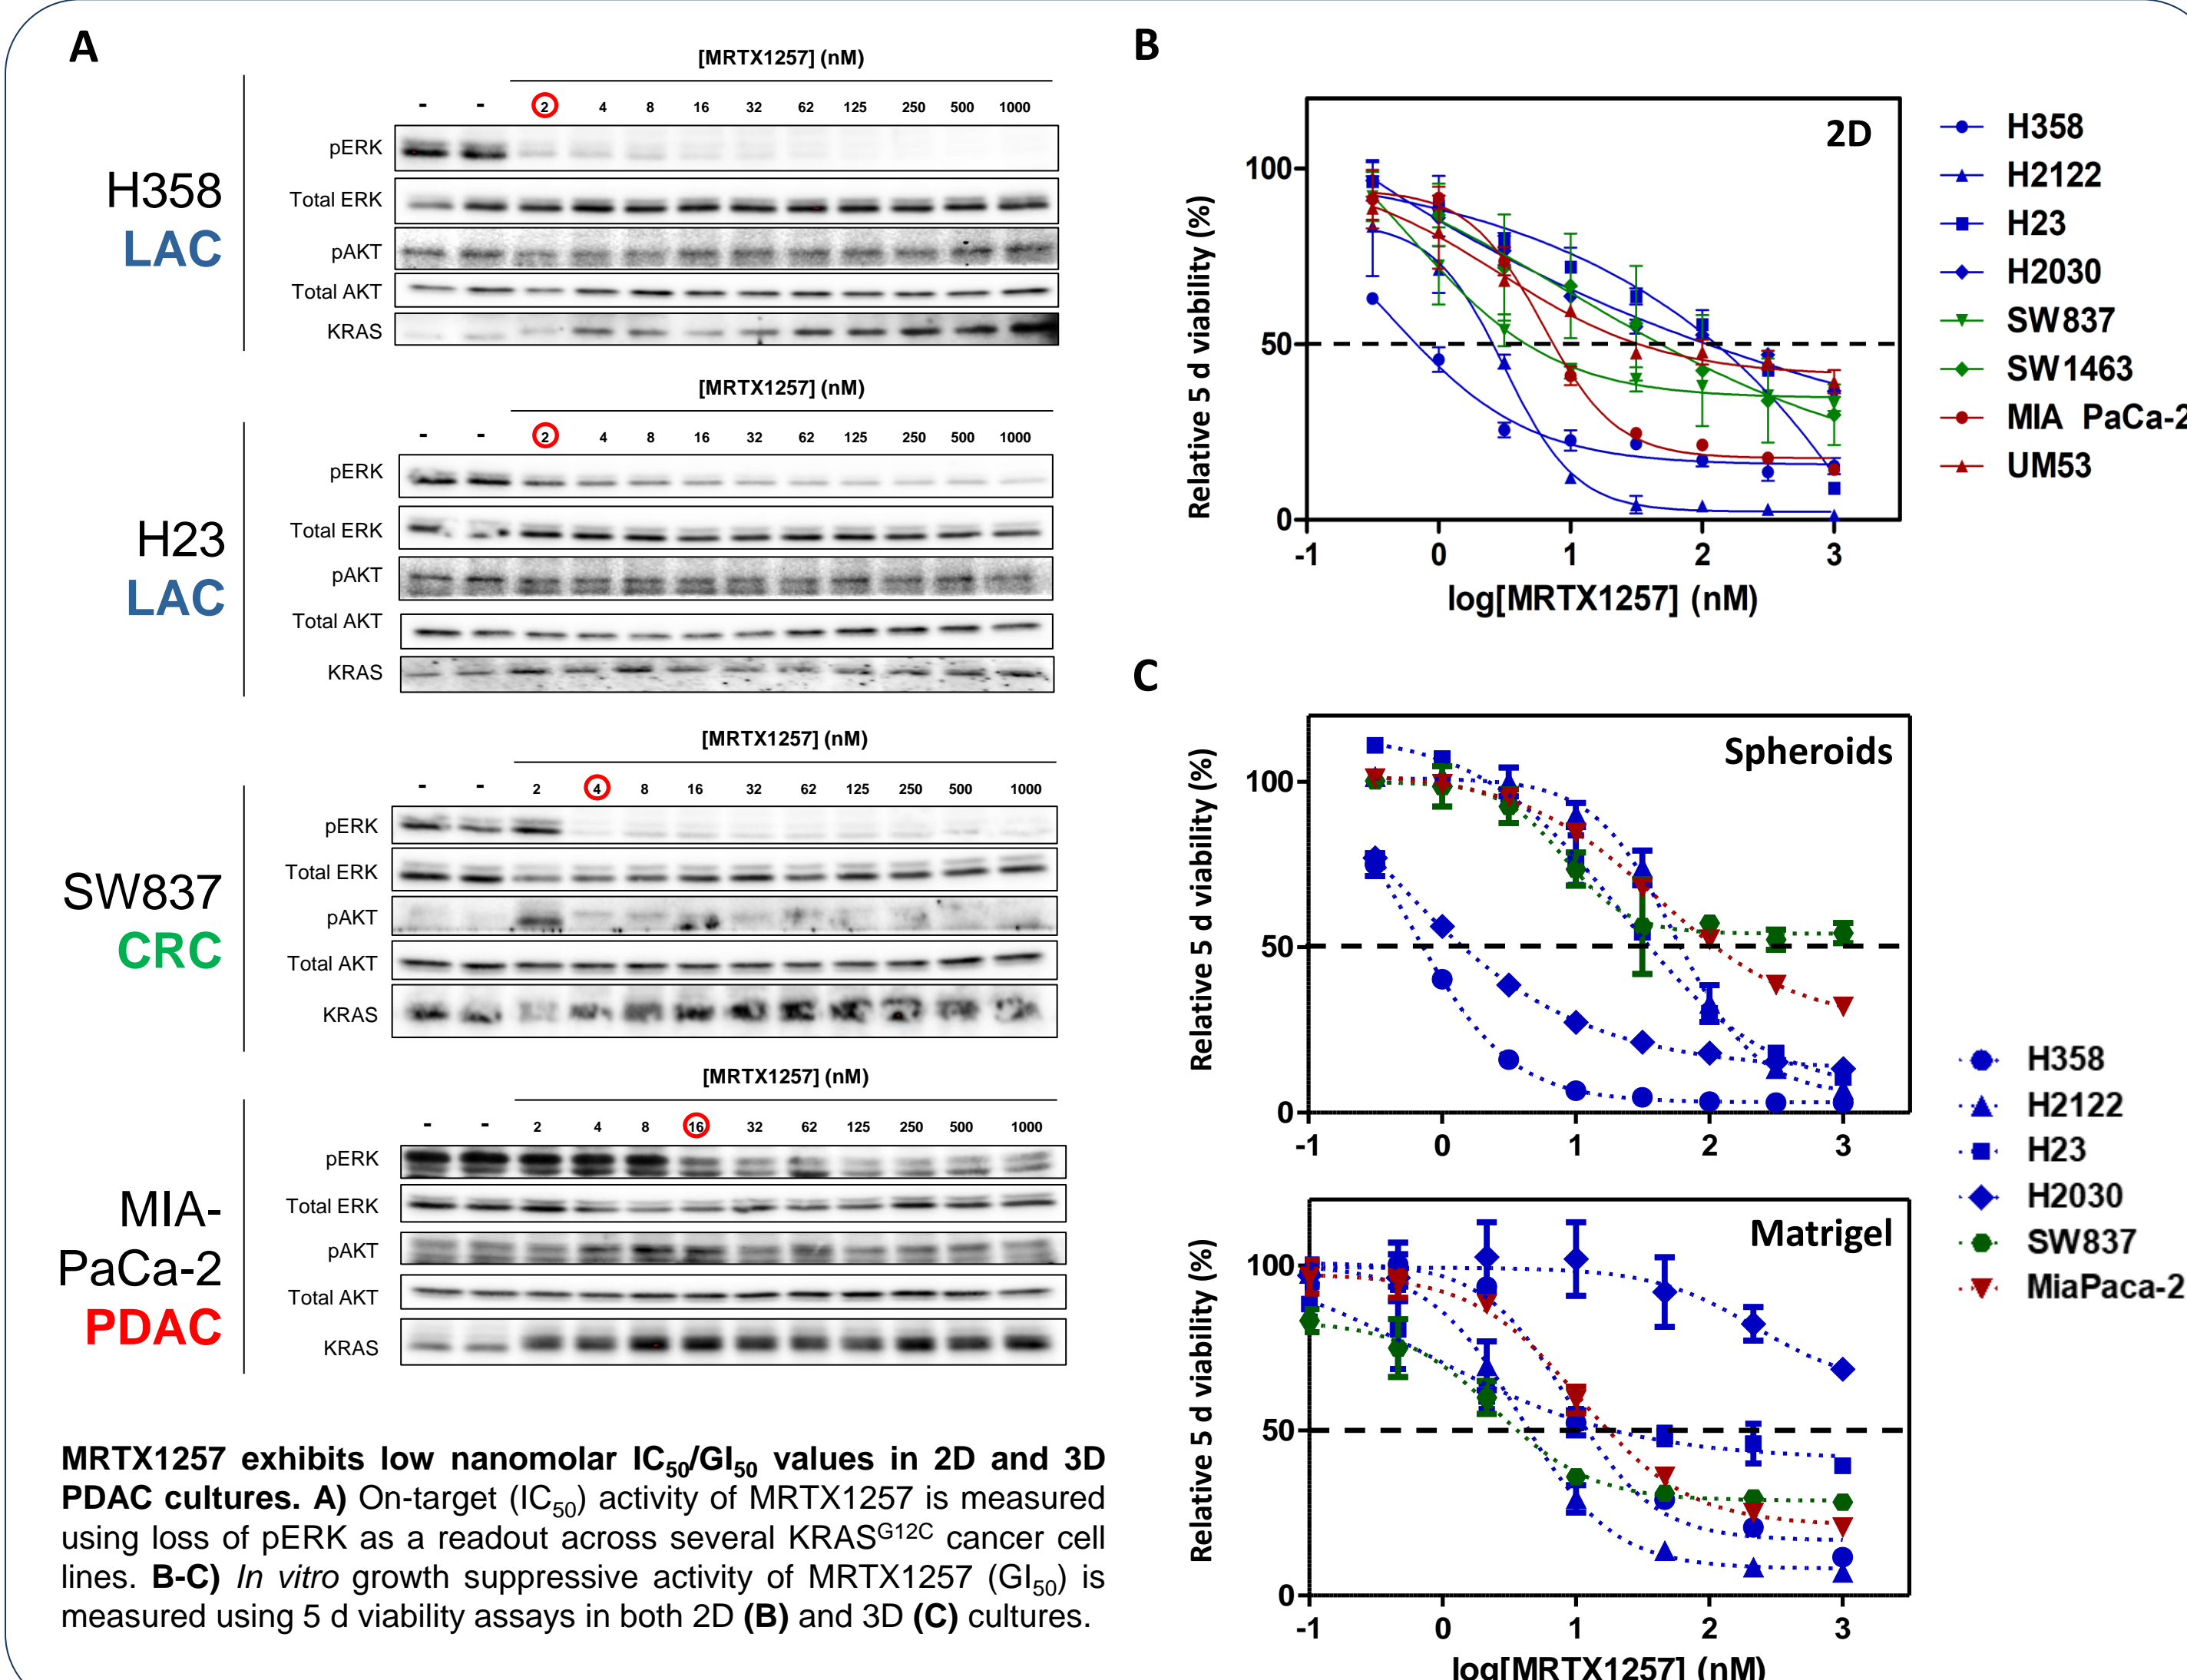 A
[MRTX1257] (nM)
- - 2 4 8 16 32 62 125 250 500 1000
H358
LAC
pERK
Total ERK
pAKT
Total AKT
KRAS
[MRTX1257] (nM)
- - 2 4 8 16 32 62 125 250 500 1000
H23
LAC
pERK
Total ERK
pAKT
Total AKT
KRAS
[MRTX1257] (nM)
- - 2 4 8 16 32 62 125 250 500 1000
SW837
CRC
pERK
Total ERK
pAKT
Total AKT
KRAS
[MRTX1257] (nM)
- - 2 4 8 16 32 62 125 250 500 1000
MIA-
PaCa-2
PDAC
pERK
Total ERK
pAKT
Total AKT
KRAS
MRTX1257 exhibits low nanomolar IC50/GI50 values in 2D and 3D
PDAC cultures. A) On-target (IC50) activity of MRTX1257 is measured
using loss of pERK as a readout across several KRASG12C cancer cell
lines. B-C) In vitro growth suppressive activity of MRTX1257 (GI50) is
measured using 5 d viability assays in both 2D (B) and 3D (C) cultures.
B
2D
Relative 5 d viability (%)
100
50
0
-1 0 1 2 3
log[MRTX1257] (nM)
H358
H2122
H23
H2030
SW837
SW1463
MIA PaCa-2
UM53
C
Spheroids
Relative 5 d viability (%)
100
50
0
-1 0 1 2 3
Matrigel
Relative 5 d viability (%)
100
50
0
-1 0 1 2 3
log[MRTX1257] (nM)
H358
H2122
H23
H2030
SW837
MiaPaca-2